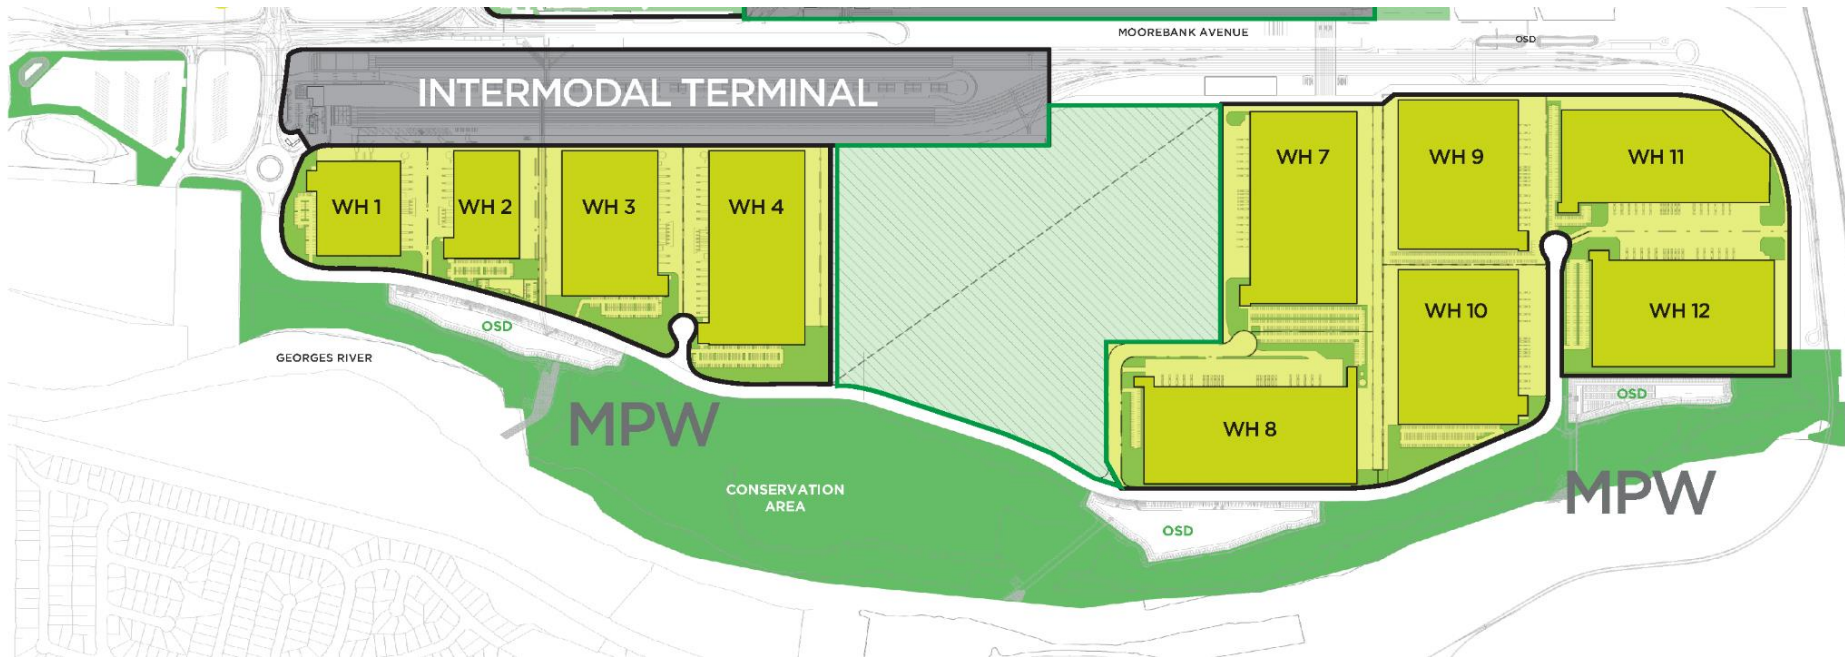 MOOREBANK AVENUE
OSD
INTERMODAL TERMINAL
WH 1
WH 2
WH 3
WH 4
WH 7
WH 9
WH 11
WH 10
WH 12
WH 8
OSD
GEORGES RIVER
MPW
OSD
CONSERVATION
AREA
MPW
OSD